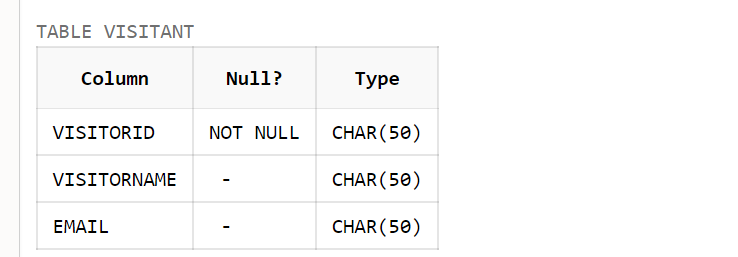 TABLE VISITANT
Column Null? Type
VISITORID NOT NULL CHAR(50)
VISITORNAME - CHAR(50)
EMAIL - CHAR(50)